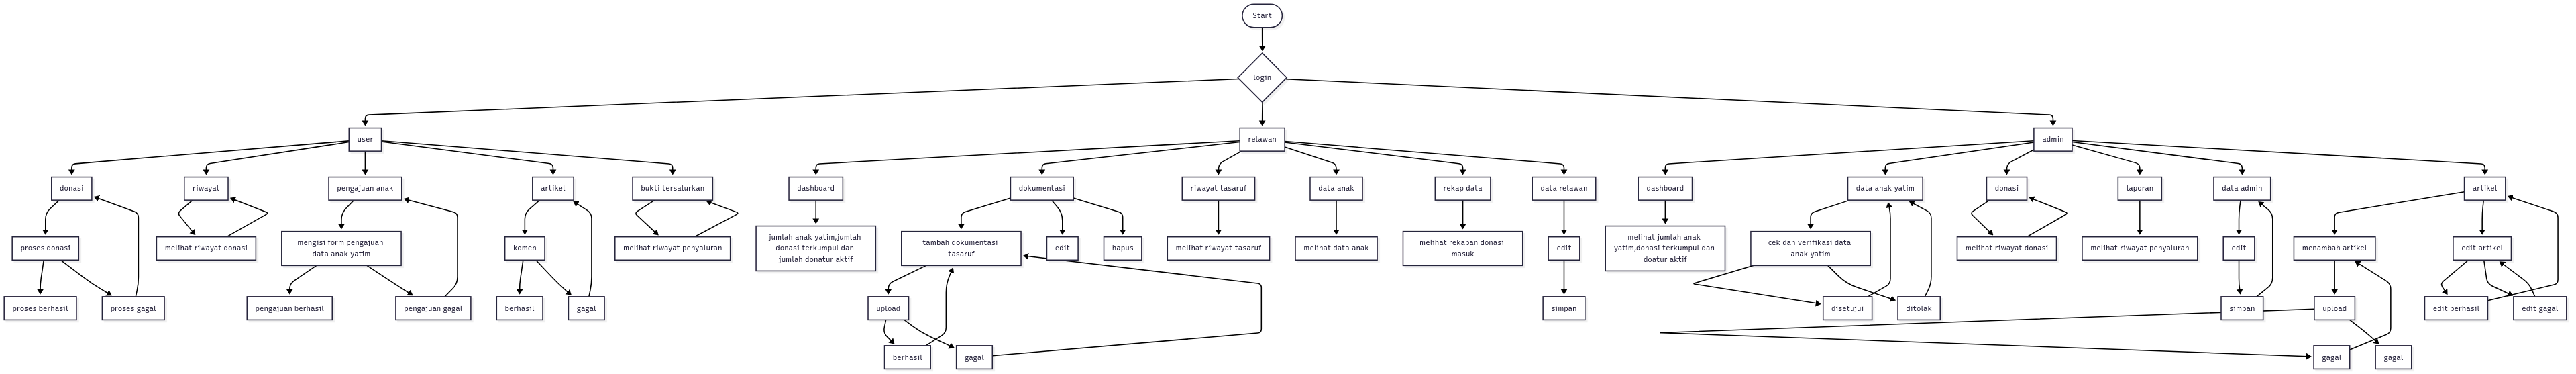 Start
login
user
relawan
admin
donasi
riwayat
pengajuan anak
artikel
bukti tersalurkan
dashboard
dokumentasi
riwayat tasaruf
data anak
rekap data
data relawan
dashboard
data anak yatim
donasi
laporan
data admin
artikel
proses donasi
melihat riwayat donasi
mengisi form pengajuan
data anak yatim
komen
melihat riwayat penyaluran
jumlah anak yatim,jumlah
donasi terkumpul dan
jumlah donatur aktif
tambah dokumentasi
tasaruf
edit
hapus
melihat riwayat tasaruf
melihat data anak
melihat rekapan donasi
masuk
edit
melihat jumlah anak
yatim,donasi terkumpul dan
doatur aktif
cek dan verifikasi data
anak yatim
melihat riwayat donasi
melihat riwayat penyaluran
edit
menambah artikel
edit artikel
proses berhasil
proses gagal
pengajuan berhasil
pengajuan gagal
berhasil
gagal
upload
simpan
disetujui
ditolak
simpan
upload
edit berhasil
edit gagal
berhasil
gagal
gagal
gagal